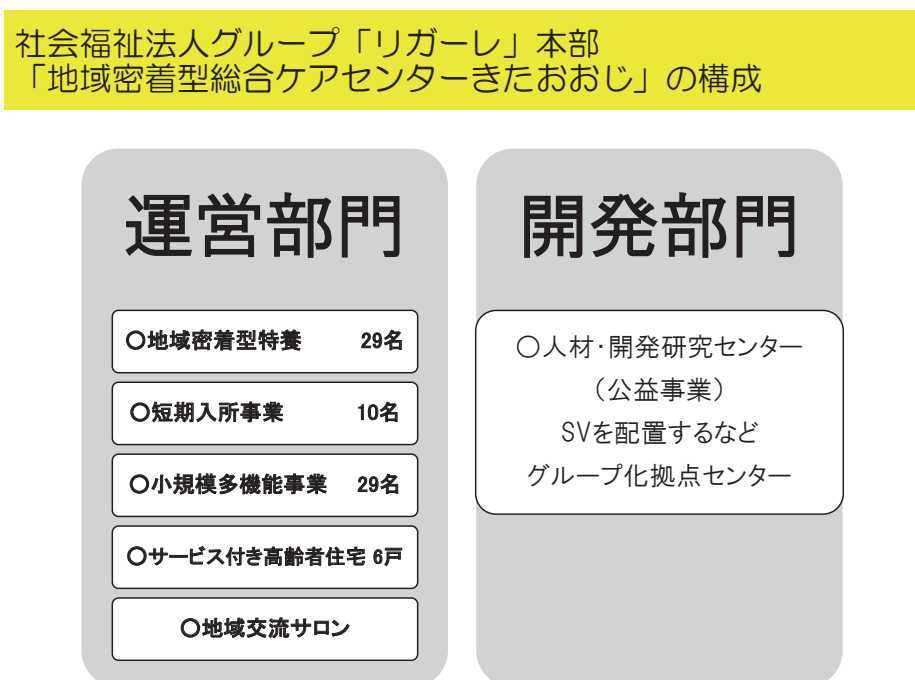 社会福祉法人グループ「リガーレ」本部
「地域密着型総合ケアセンターきたおおじ」の構成
運営部門
〇地域密着型特養 29名
〇短期入所事業 10名
〇小規模多機能事業 29名
〇サービス付き高齢者住宅 6戸
〇地域交流サロン
開発部門
〇人材・開発研究センター
（公益事業）
SVを配置するなど
グループ化拠点センター